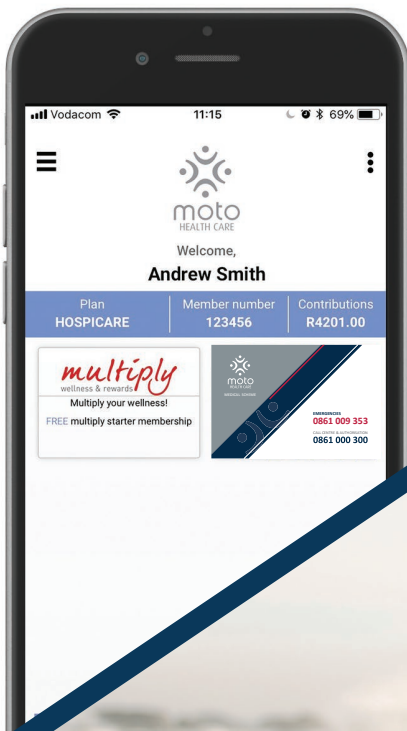 Vodacom 11:15 69%
moto
HEALTH CARE
Welcome,
Andrew Smith
Plan Member number Contributions
HOSPICARE 123456 R4201.00
multiply
wellness & rewards
Multiply your wellness!
FREE multiply starter membership
moto
HEALTH CARE
MEDICAL SCHEME
EMERGENCIES
0861 009 353
CALL CENTRE & AUTHORISATION
0861 000 300